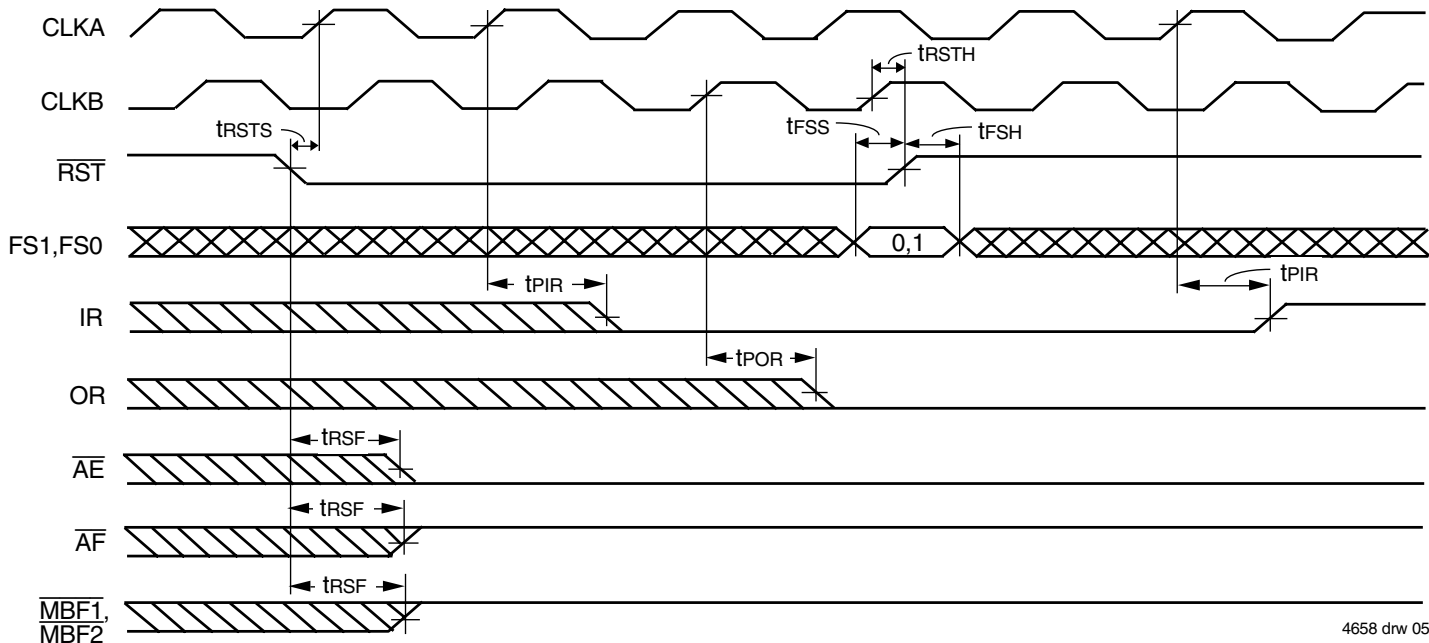 CLKA
tRSTH
CLKB
tRSTS
tFSS
tFSH
RST
FS1,FS0
0,1
tPIR
tPIR
IR
tPOR
OR
tRSF
AE
tRSF
AF
tRSF
MBF1,
MBF2
4658 drw 05